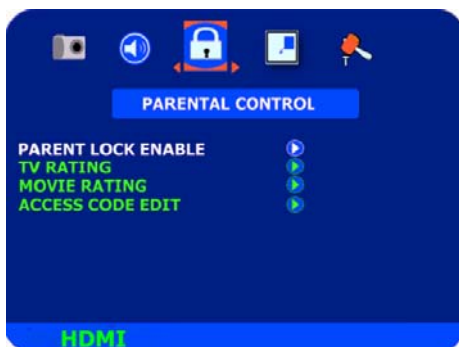 PARENTAL CONTROL
PARENT LOCK ENABLE
TV RATING
MOVIE RATING
ACCESS CODE EDIT
HDMI